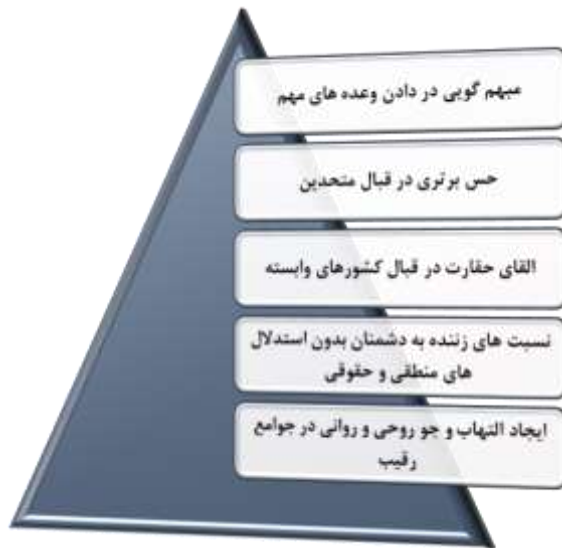 مبهم گویی در دادن وعده های مهم
حس برتری در قبال متحدین
القای حقارت در قبال کشورهای وابسته
نسبت های زننده به دشمنان بدون استدلال
های منطقی و حقوقی
ایجاد التهاب و جو روحی و روانی در جوامع
رقیب